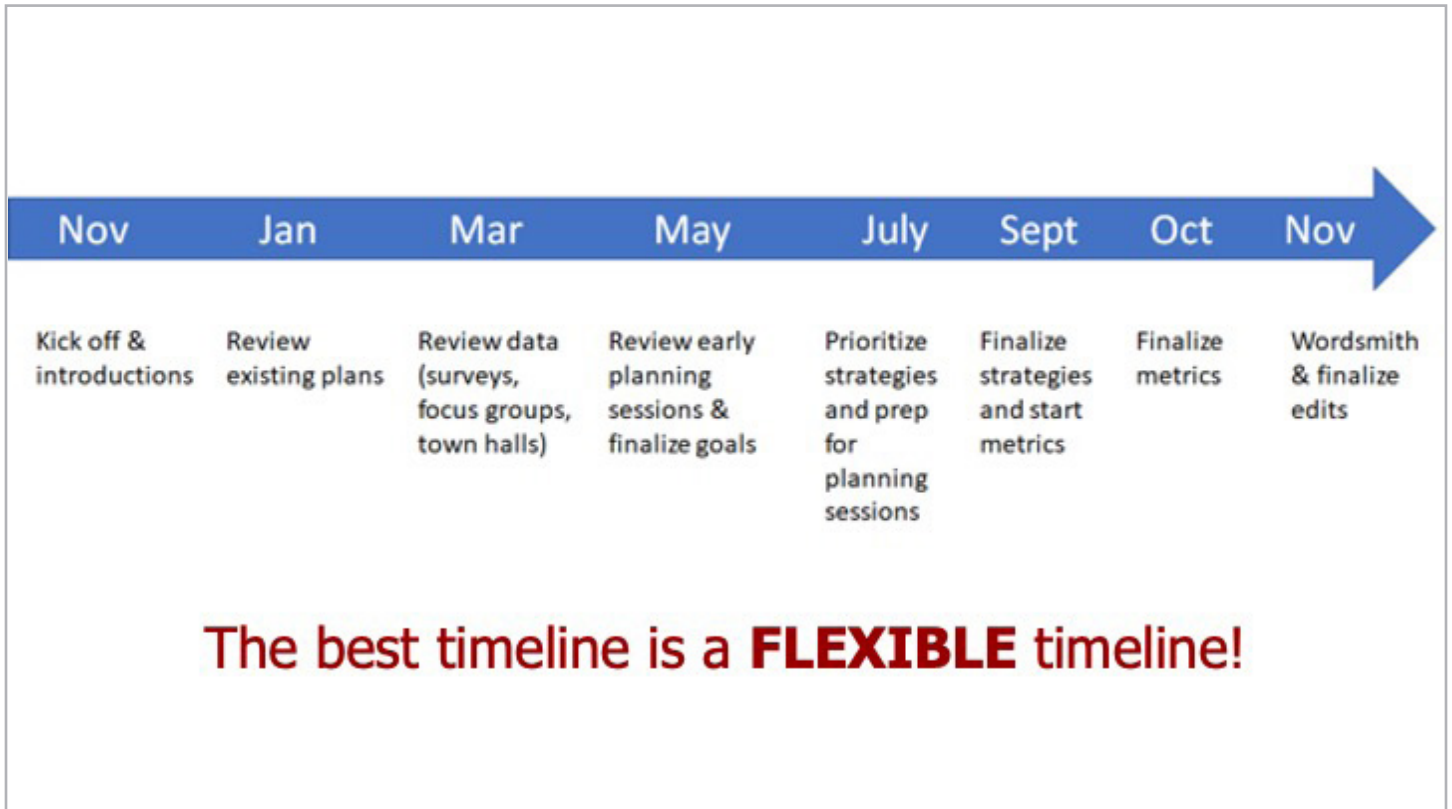 Nov Jan Mar May July Sept Oct Nov
Kick off &
introductions
Review
existing plans
Review data
(surveys,
focus groups,
town halls)
Review early
planning
sessions &
finalize goals
Prioritize
strategies
and prep
for
planning
sessions
Finalize
strategies
and start
metrics
Finalize
metrics
Wordsmith
& finalize
edits
The best timeline is a FLEXIBLE timeline!